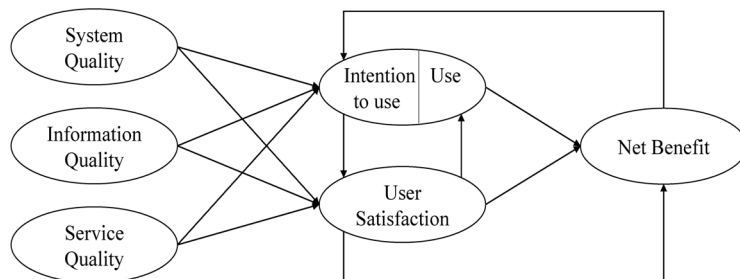 System
Quality
Information
Quality
Service
Quality
Intention
to use
Use
User
Satisfaction
Net Benefit